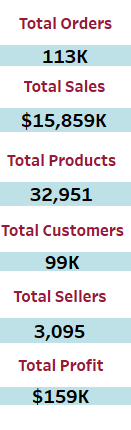 Total Orders
113K
Total Sales
$15,859K
Total Products
32,951
Total Customers
99K
Total Sellers
3,095
Total Profit
$159K